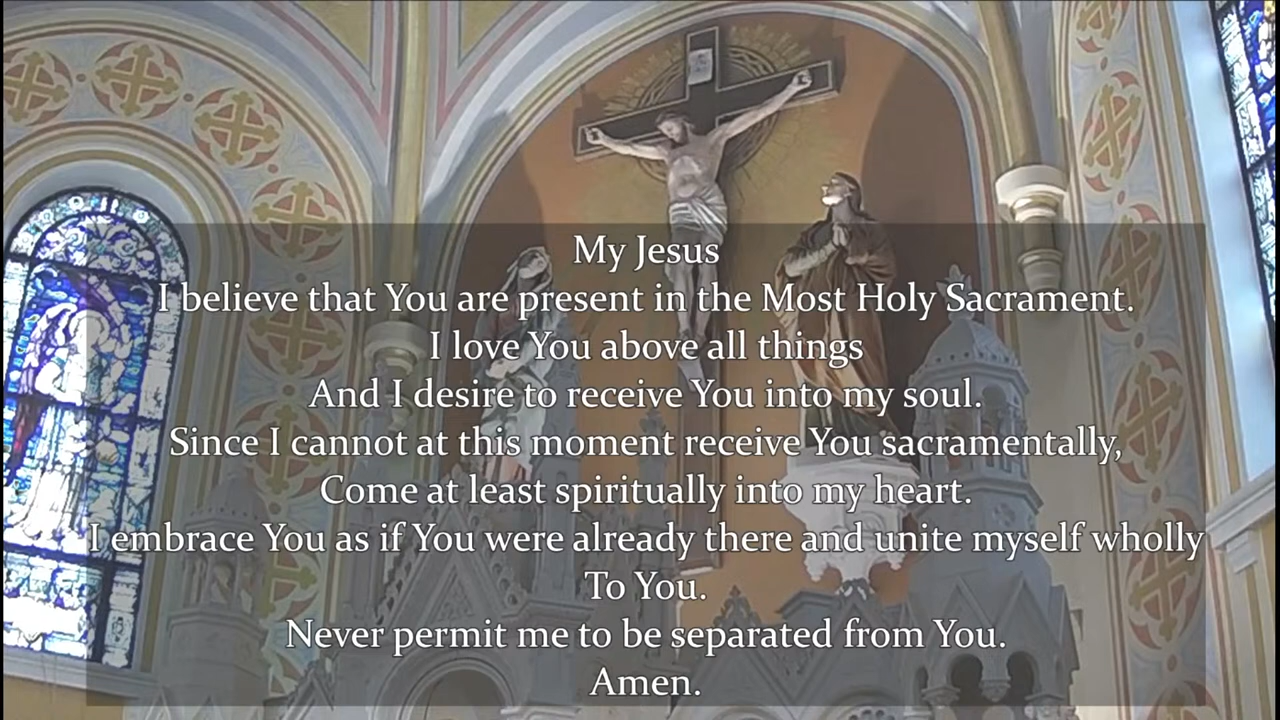 My Jesus
I believe that You are present in the Most Holy Sacrament.
I love You above all things
And I desire to receive You into my soul.
Since I cannot at this moment receive You sacramentally,
Come at least spiritually into my heart.
I embrace You as if You were already there and unite myself wholly
To You.
Never permit me to be separated from You.
Amen.